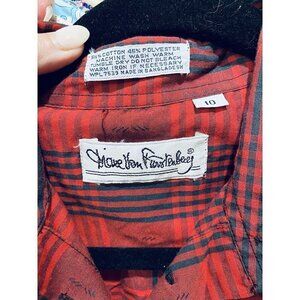 COTTON 45% POLYESTER
MACHINE WASH WARM
TUMBLE DRY DO NOT BLEACH
WARM IRON IF NECESSARY
WPL 7539 MADE IN BANGLADESH
10
Diane Von Furstenberg